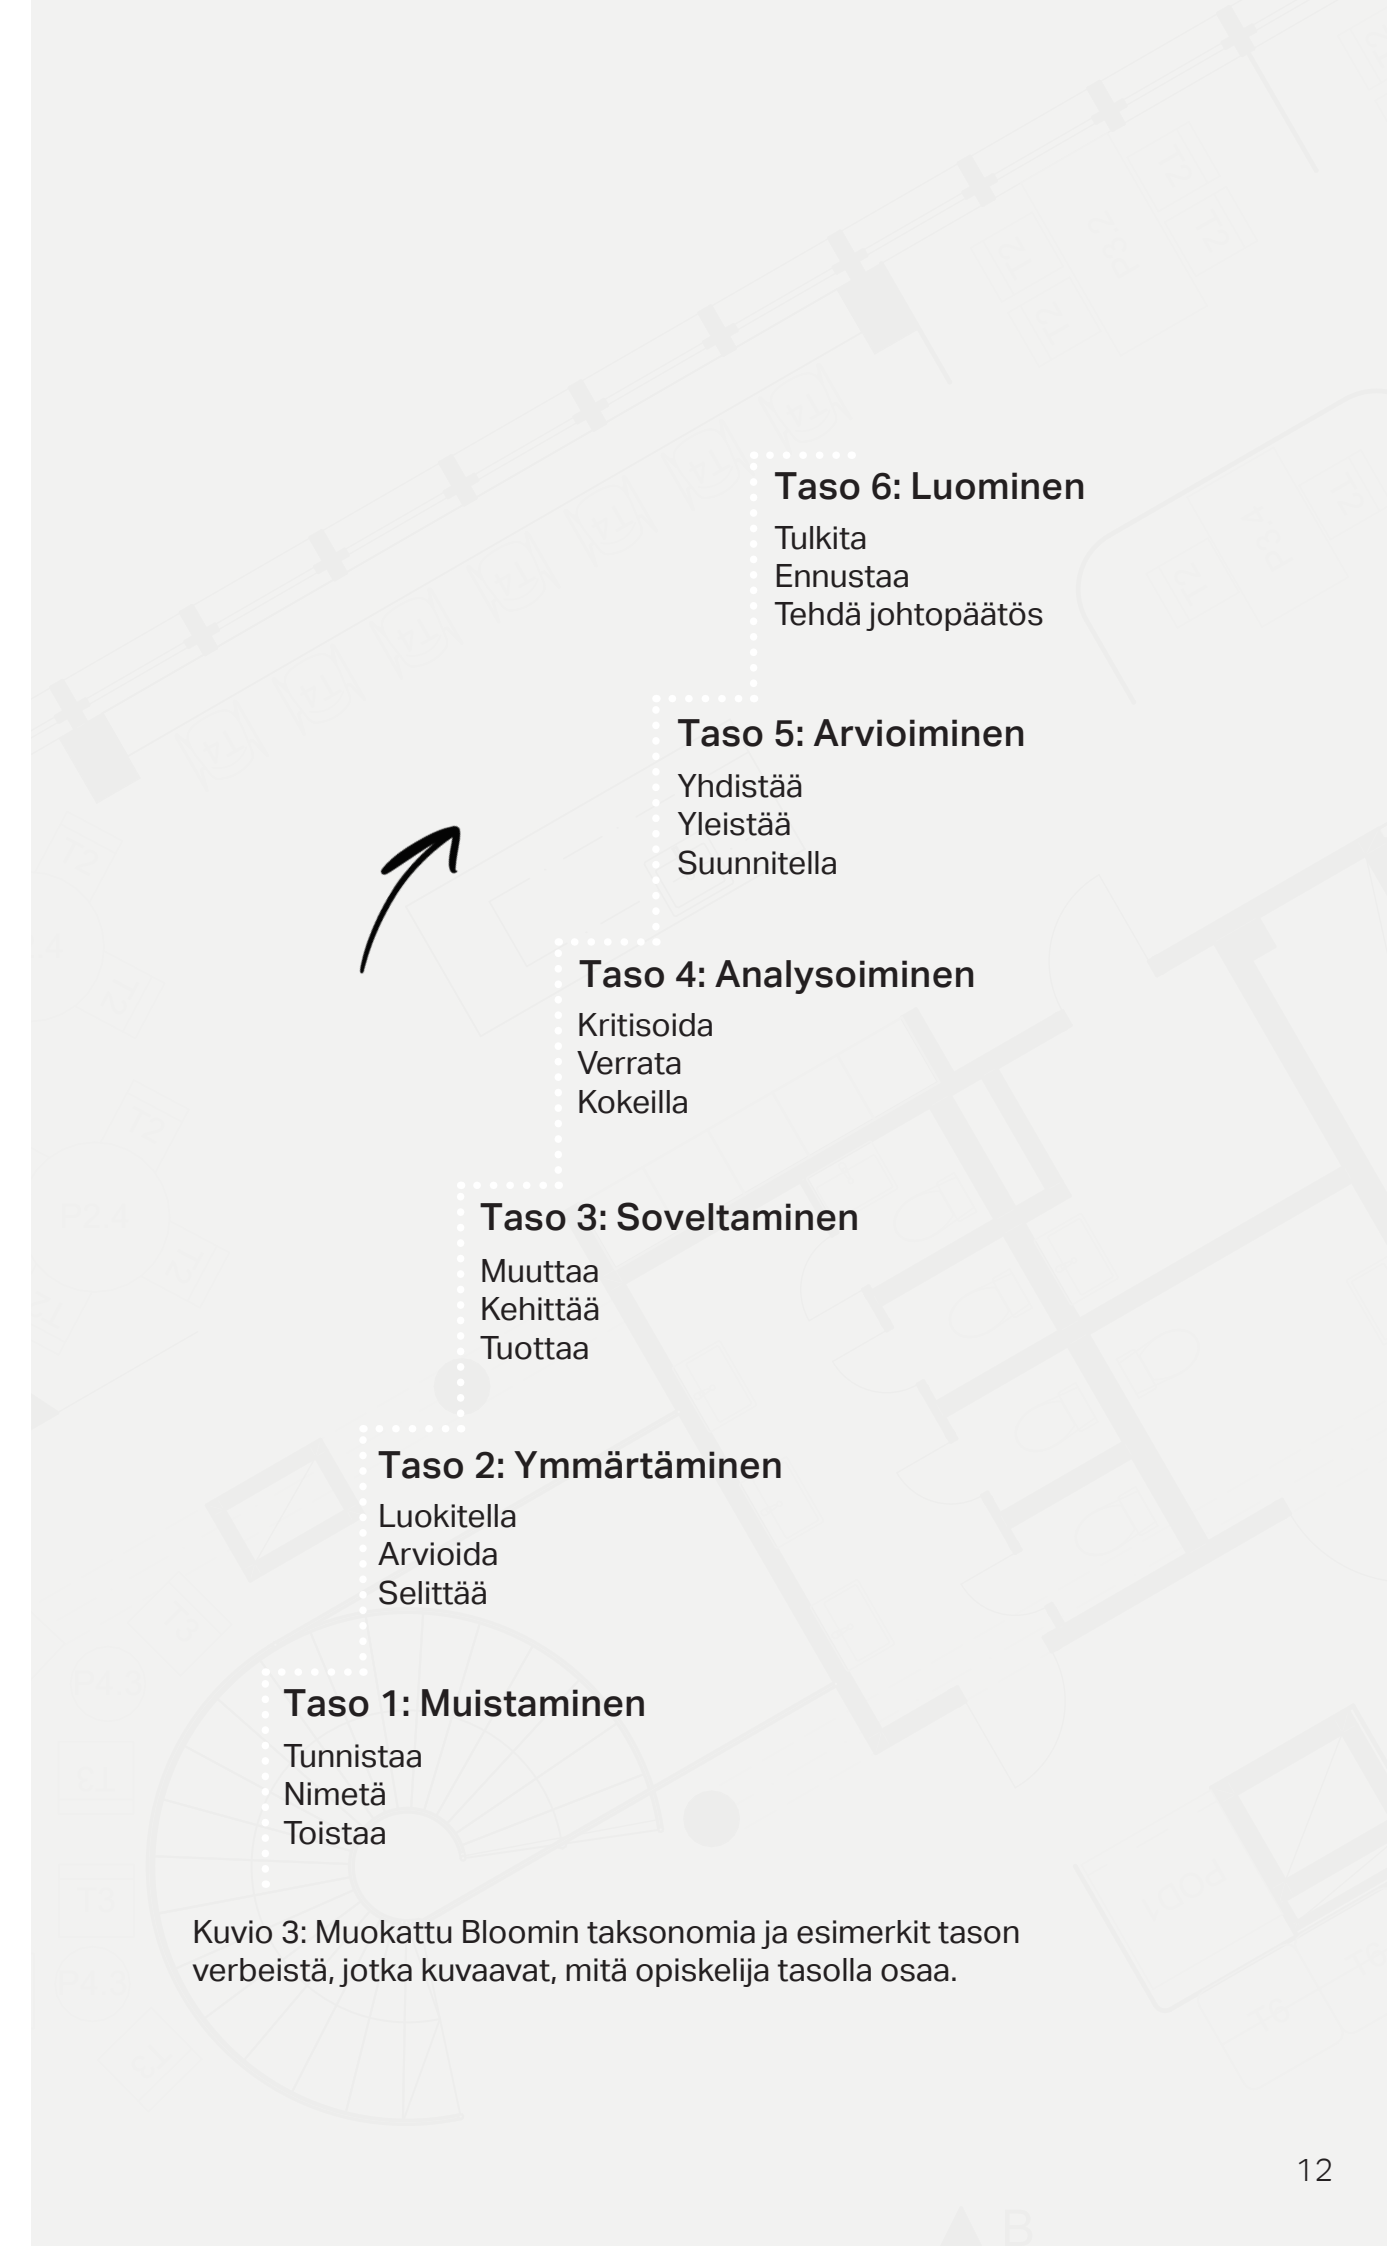 Taso 6: Luominen
Tulkita
Ennustaa
Tehdä johtopäätös
Taso 5: Arvioiminen
Yhdistää
Yleistää
Suunnitella
Taso 4: Analysoiminen
Kritisoida
Verrata
Kokeilla
Taso 3: Soveltaminen
Muuttaa
Kehittää
Tuottaa
Taso 2: Ymmärtäminen
Luokitella
Arvioida
Selittää
Taso 1: Muistaminen
Tunnistaa
Nimetä
Toistaa
Kuvio 3: Muokattu Bloomin taksonomia ja esimerkit tason
verbeistä, jotka kuvaavat, mitä opiskelija tasolla osaa.
12
B